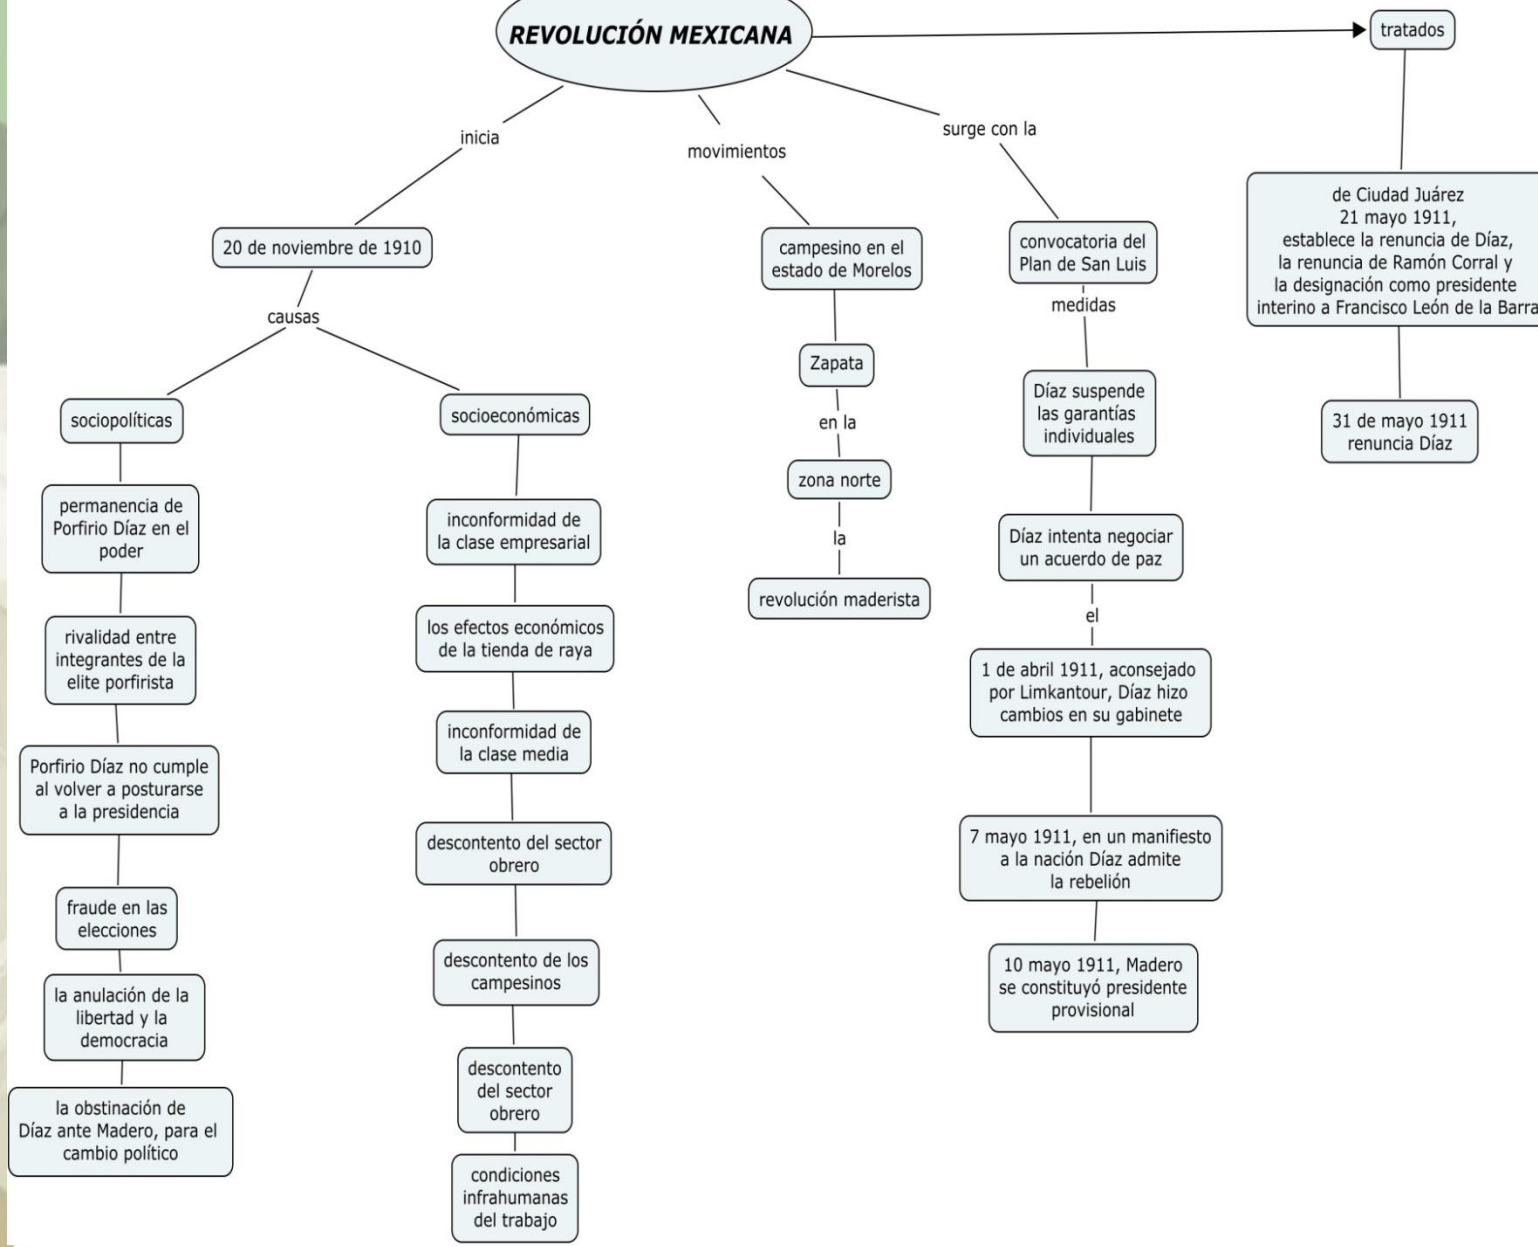 REVOLUCIÓN MEXICANA
inicia
20 de noviembre de 1910
causas
sociopolíticas
permanencia de
Porfirio Díaz en el
poder
rivalidad entre
integrantes de la
elite porfirista
Porfirio Díaz no cumple
al volver a posturarse
a la presidencia
fraude en las
elecciones
la anulación de la
libertad y la
democracia
la obstinación de
Díaz ante Madero, para el
cambio político
socioeconómicas
inconformidad de
la clase empresarial
los efectos económicos
de la tienda de raya
inconformidad de
la clase media
descontento del sector
obrero
descontento de los
campesinos
descontento
del sector
obrero
condiciones
infrahumanas
del trabajo
movimientos
campesino en el
estado de Morelos
Zapata
en la
zona norte
la
revolución maderista
surge con la
convocatoria del
Plan de San Luis
medidas
Díaz suspende
las garantías
individuales
Díaz intenta negociar
un acuerdo de paz
el
1 de abril 1911, aconsejado
por Limkantour, Díaz hizo
cambios en su gabinete
7 mayo 1911, en un manifiesto
a la nación Díaz admite
la rebelión
10 mayo 1911, Madero
se constituyó presidente
provisional
tratados
de Ciudad Juárez
21 mayo 1911,
establece la renuncia de Díaz,
la renuncia de Ramón Corral y
la designación como presidente
interino a Francisco León de la Barra
31 de mayo 1911
renuncia Díaz